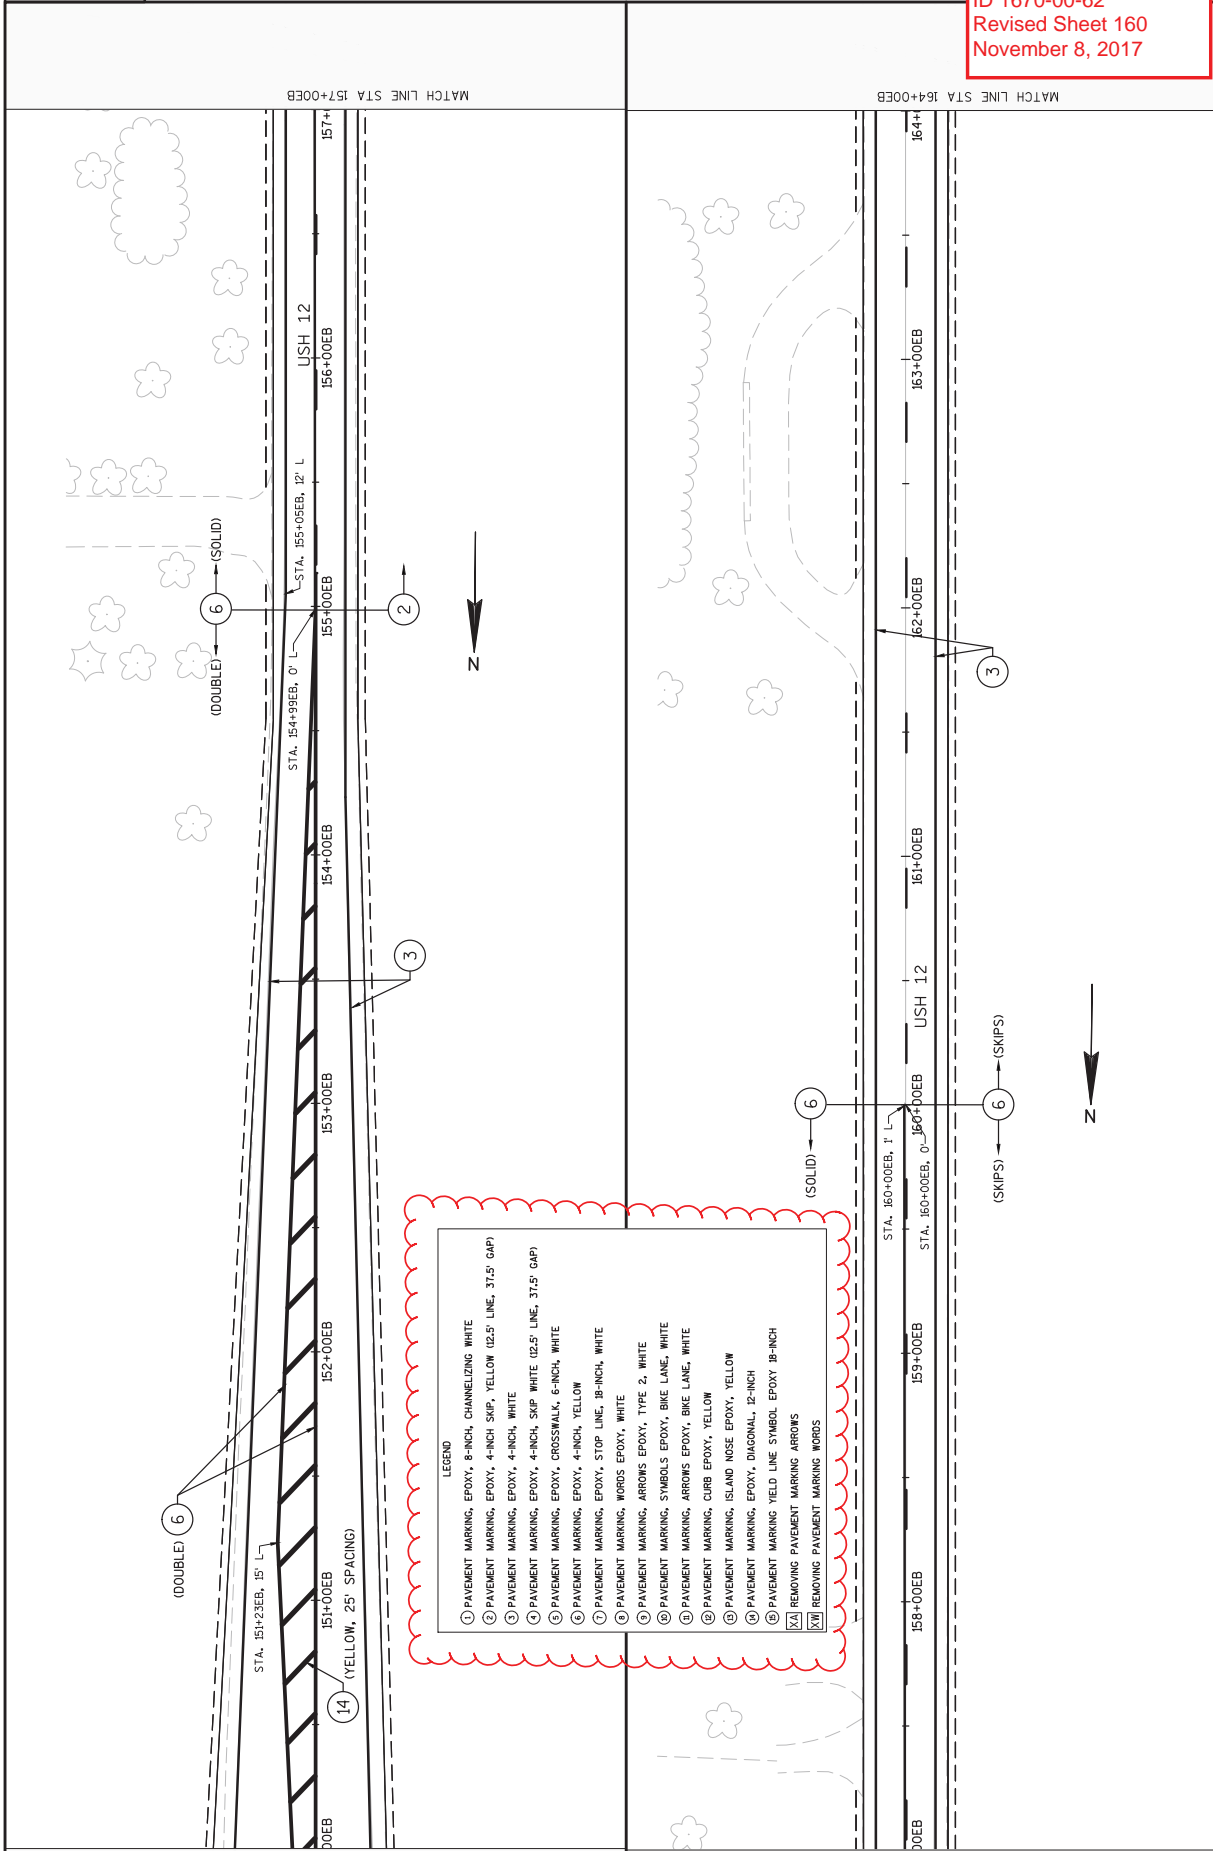 ID 1670-00-62
Revised Sheet 160
November 8, 2017
MATCH LINE STA 157+00EB
157+
USH 12
156+00EB
STA. 155+05EB, 12' L
(SOLID)
6
(DOUBLE)
155+00EB
2
STA. 154+99EB, 0' L
N
154+00EB
3
153+00EB
152+00EB
6
(DOUBLE)
STA. 151+23EB, 15' L
151+00EB
14
(YELLOW, 25' SPACING)
00EB
MATCH LINE STA 164+00EB
164+
163+00EB
162+00EB
3
161+00EB
USH 12
160+00EB
6
(SOLID)
6
(SKIPS)
(SKIPS)
STA. 160+00EB, 1' L
STA. 160+00EB, 0'
N
159+00EB
158+00EB
00EB
LEGEND
1 PAVEMENT MARKING, EPOXY, 8-INCH, CHANNELIZING WHITE
2 PAVEMENT MARKING, EPOXY, 4-INCH SKIP, YELLOW (12.5' LINE, 37.5' GAP)
3 PAVEMENT MARKING, EPOXY, 4-INCH, WHITE
4 PAVEMENT MARKING, EPOXY, 4-INCH, SKIP WHITE (12.5' LINE, 37.5' GAP)
5 PAVEMENT MARKING, EPOXY, CROSSWALK, 6-INCH, WHITE
6 PAVEMENT MARKING, EPOXY, 4-INCH, YELLOW
7 PAVEMENT MARKING, EPOXY, STOP LINE, 18-INCH, WHITE
8 PAVEMENT MARKING, WORDS EPOXY, WHITE
9 PAVEMENT MARKING, ARROWS EPOXY, TYPE 2, WHITE
10 PAVEMENT MARKING, SYMBOLS EPOXY, BIKE LANE, WHITE
11 PAVEMENT MARKING, ARROWS EPOXY, BIKE LANE, WHITE
12 PAVEMENT MARKING, CURB EPOXY, YELLOW
13 PAVEMENT MARKING, ISLAND NOSE EPOXY, YELLOW
14 PAVEMENT MARKING, EPOXY, DIAGONAL, 12-INCH
15 PAVEMENT MARKING YIELD LINE SYMBOL EPOXY 18-INCH
XA REMOVING PAVEMENT MARKING ARROWS
XW REMOVING PAVEMENT MARKING WORDS